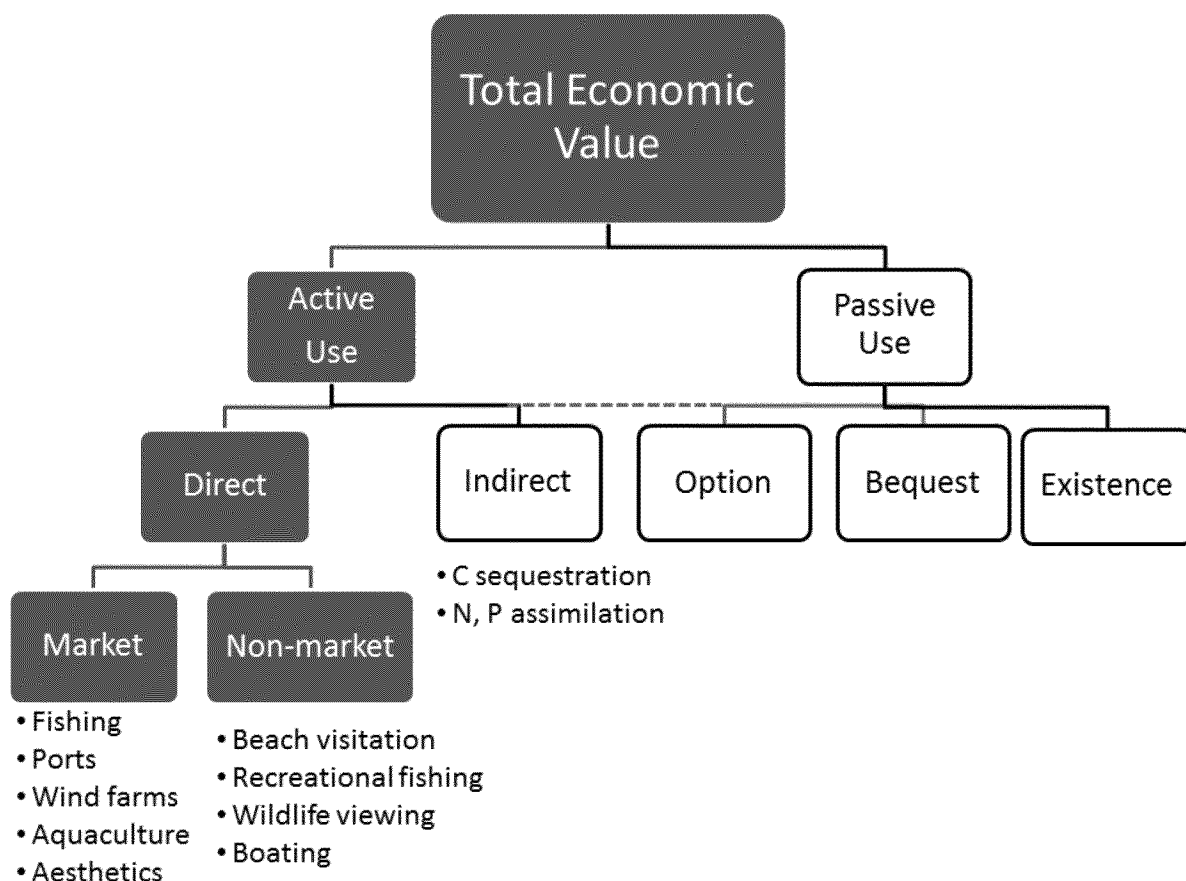 Total Economic
Value
Active
Use
Passive
Use
Direct
Indirect
Option
Bequest
Existence
• C sequestration
• N, P assimilation
Market
Non-market
• Fishing
• Ports
• Wind farms
• Aquaculture
• Aesthetics
• Beach visitation
• Recreational fishing
• Wildlife viewing
• Boating